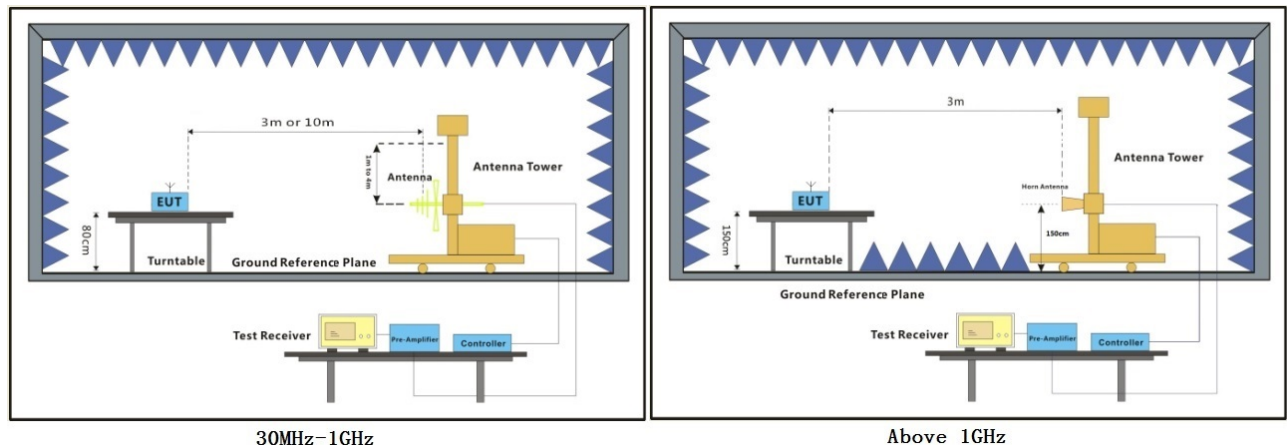 3m or 10m
1m to 4m
Antenna
Antenna Tower
EUT
80cm
Turntable
Ground Reference Plane
Test Receiver
Pre-Amplifier
Controller
30MHz-1GHz
3m
Antenna Tower
Horn Antenna
EUT
150cm
150cm
Turntable
Ground Reference Plane
Test Receiver
Pre-Amplifier
Controller
Above 1GHz